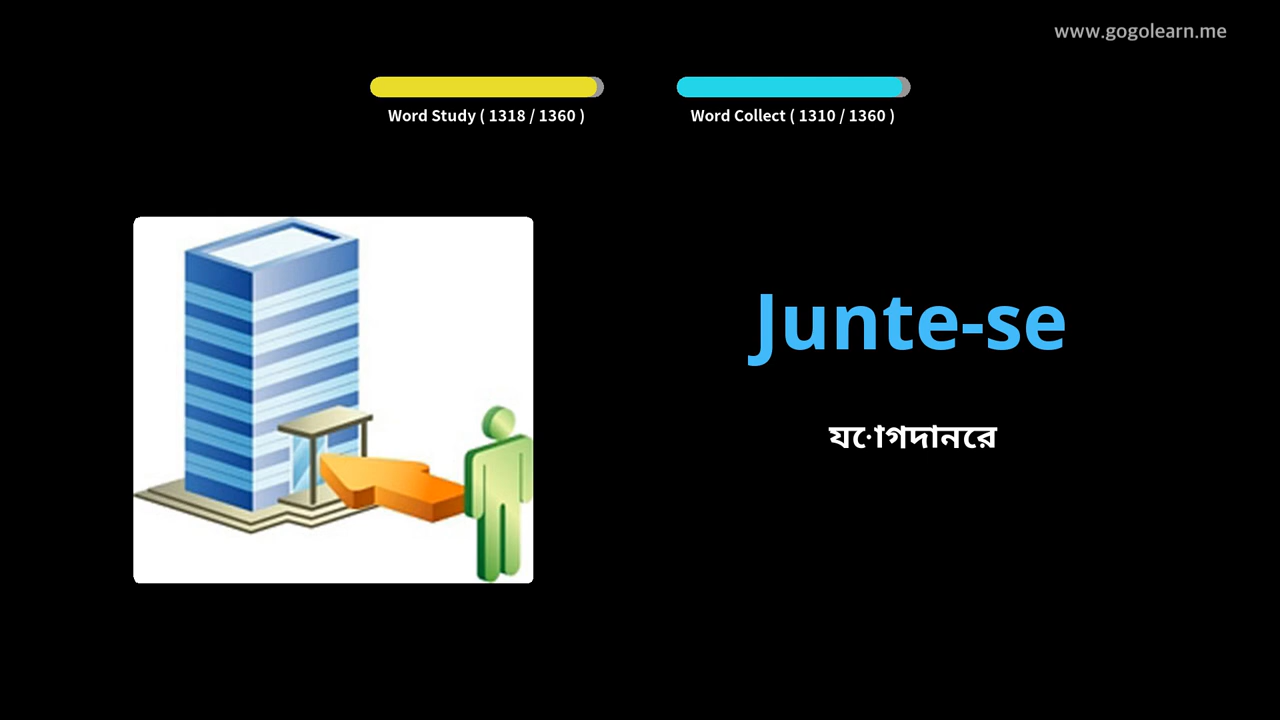 www.gogolearn.me
Word Study ( 1318 / 1360 )
Word Collect ( 1310 / 1360 )
Junte-se
যোগদানরে